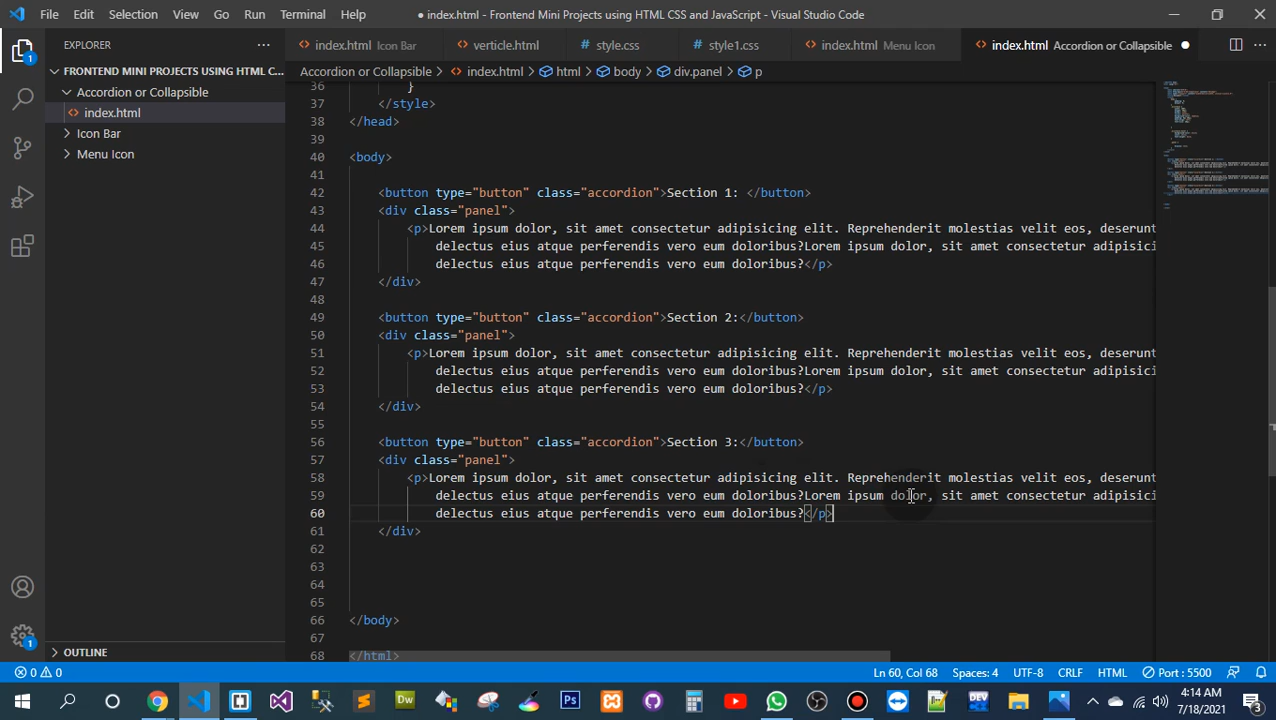 File Edit Selection View Go Run Terminal Help ● index.html - Frontend Mini Projects using HTML CSS and JavaScript - Visual Studio Code
EXPLORER ···
index.html Icon Bar verticle.html style.css style1.css index.html Menu Icon index.html Accordion or Collapsible ●
FRONTEND MINI PROJECTS USING HTML C...
Accordion or Collapsible
index.html
Icon Bar
Menu Icon
OUTLINE
Accordion or Collapsible > index.html > html > body > div.panel > p
36 }
37 </style>
38 </head>
39
40 <body>
41
42 <button type="button" class="accordion">Section 1: </button>
43 <div class="panel">
44 <p>Lorem ipsum dolor, sit amet consectetur adipisicing elit. Reprehenderit molestias velit eos, deserunt
45 delectus eius atque perferendis vero eum doloribus?Lorem ipsum dolor, sit amet consectetur adipisici
46 delectus eius atque perferendis vero eum doloribus?</p>
47 </div>
48
49 <button type="button" class="accordion">Section 2:</button>
50 <div class="panel">
51 <p>Lorem ipsum dolor, sit amet consectetur adipisicing elit. Reprehenderit molestias velit eos, deserunt
52 delectus eius atque perferendis vero eum doloribus?Lorem ipsum dolor, sit amet consectetur adipisici
53 delectus eius atque perferendis vero eum doloribus?</p>
54 </div>
55
56 <button type="button" class="accordion">Section 3:</button>
57 <div class="panel">
58 <p>Lorem ipsum dolor, sit amet consectetur adipisicing elit. Reprehenderit molestias velit eos, deserunt
59 delectus eius atque perferendis vero eum doloribus?Lorem ipsum dolor, sit amet consectetur adipisici
60 delectus eius atque perferendis vero eum doloribus?</p>
61 </div>
62
63
64
65
66 </body>
67
68 </html>
0 0 Ln 60, Col 68 Spaces: 4 UTF-8 CRLF HTML Port : 5500
4:14 AM
7/18/2021